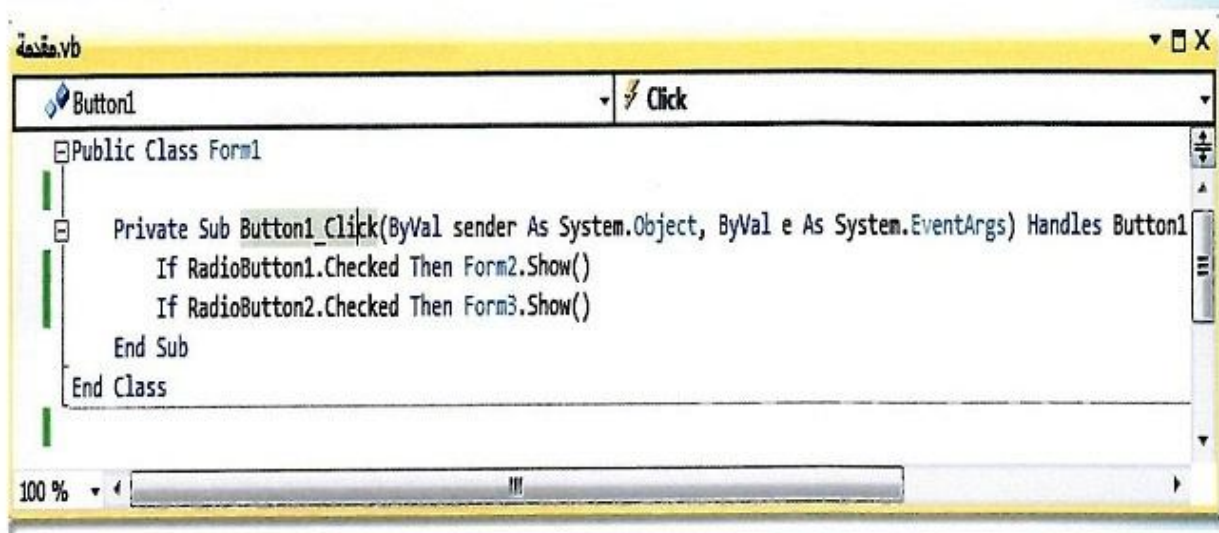 مقدمة.vb
Button1 Click
Public Class Form1
Private Sub Button1_Click(ByVal sender As System.Object, ByVal e As System.EventArgs) Handles Button1
If RadioButton1.Checked Then Form2.Show()
If RadioButton2.Checked Then Form3.Show()
End Sub
End Class
100 %